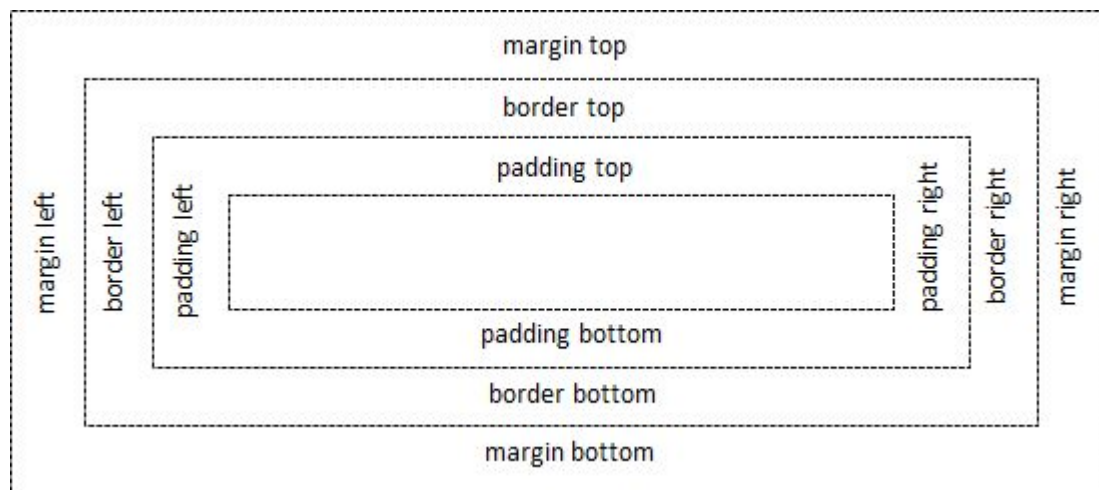 margin top
border top
padding top
margin left
border left
padding left
padding right
border right
margin right
padding bottom
border bottom
margin bottom